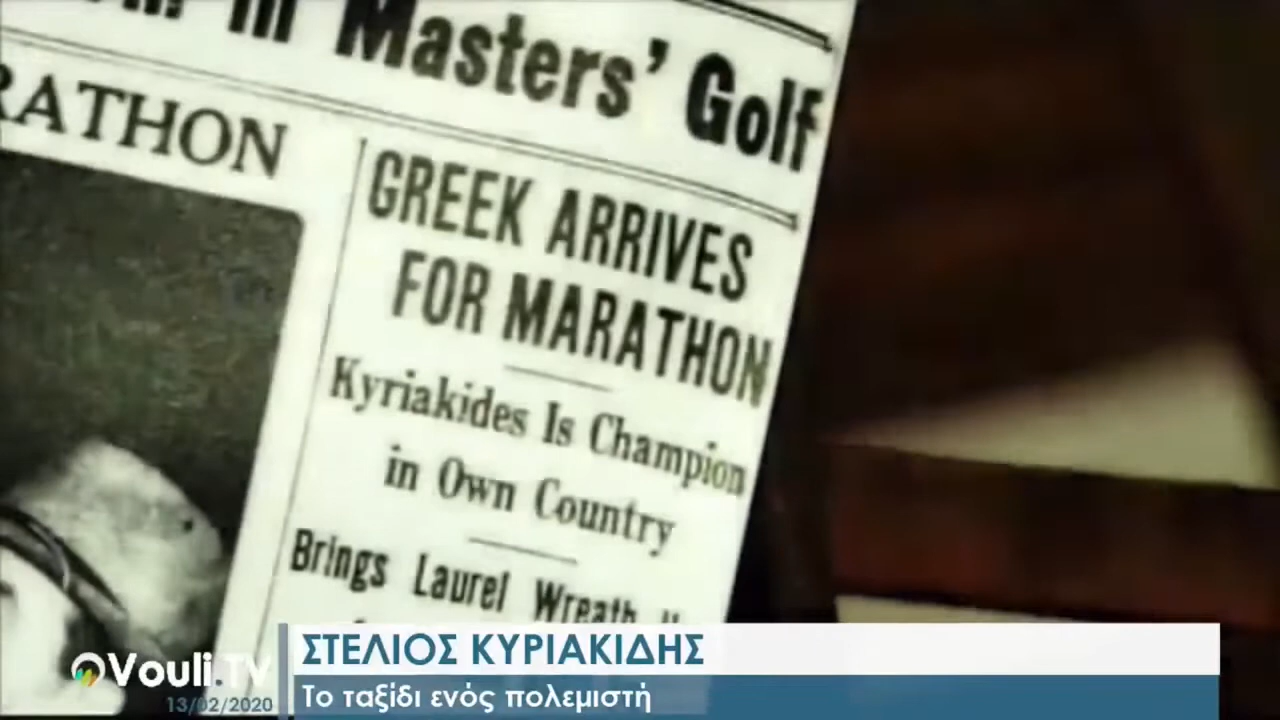 in Masters' Golf
GREEK ARRIVES
FOR MARATHON
Kyriakides Is Champion
in Own Country
Brings Laurel Wreath
ΣΤΕΛΙΟΣ ΚΥΡΙΑΚΙΔΗΣ
Το ταξίδι ενός πολεμιστή
Vouli.TV
13/02/2020